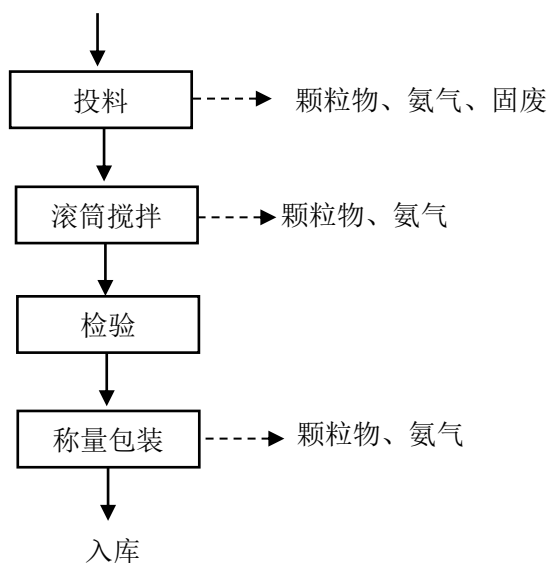 投料
颗粒物、氨气、固废
滚筒搅拌
颗粒物、氨气
检验
称量包装
颗粒物、氨气
入库